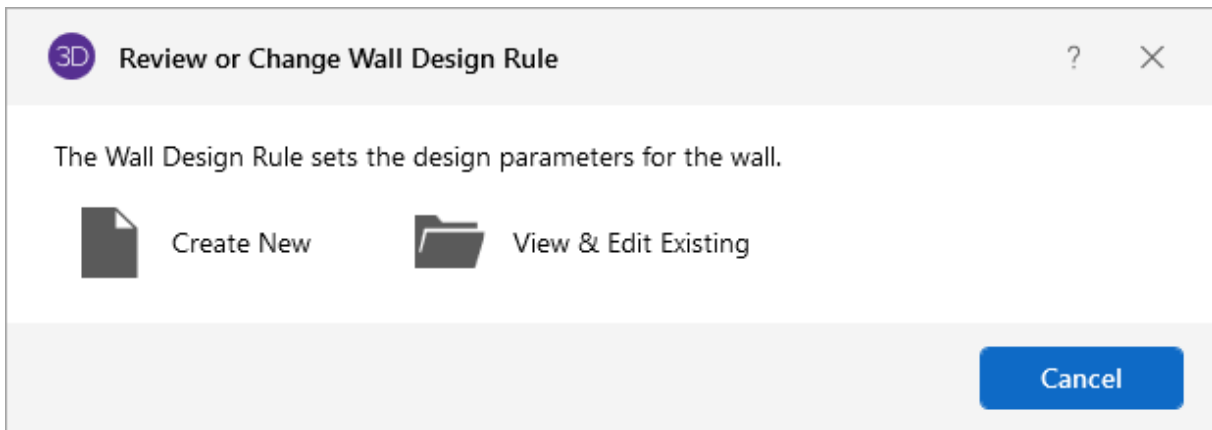 3D Review or Change Wall Design Rule ?
The Wall Design Rule sets the design parameters for the wall.
Create New View & Edit Existing
Cancel